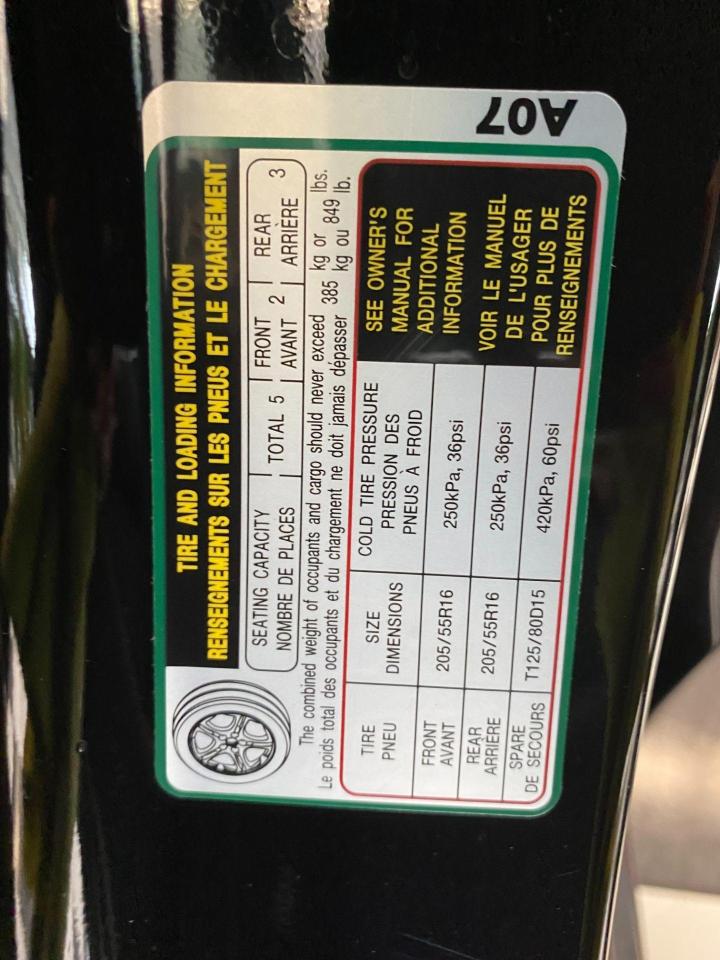 TIRE AND LOADING INFORMATION
RENSEIGNEMENTS SUR LES PNEUS ET LE CHARGEMENT
SEATING CAPACITY
NOMBRE DE PLACES
TOTAL 5
FRONT
AVANT 2
REAR
ARRIÈRE 3
The combined weight of occupants and cargo should never exceed 385 kg or 849 lbs.
Le poids total des occupants et du chargement ne doit jamais dépasser 385 kg ou 849 lb.
TIRE
PNEU
SIZE
DIMENSIONS
COLD TIRE PRESSURE
PRESSION DES
PNEUS À FROID
FRONT
AVANT
205/55R16
250kPa, 36psi
REAR
ARRIÈRE
205/55R16
250kPa, 36psi
SPARE
DE SECOURS
T125/80D15
420kPa, 60psi
SEE OWNER'S
MANUAL FOR
ADDITIONAL
INFORMATION
VOIR LE MANUEL
DE L'USAGER
POUR PLUS DE
RENSEIGNEMENTS
A07